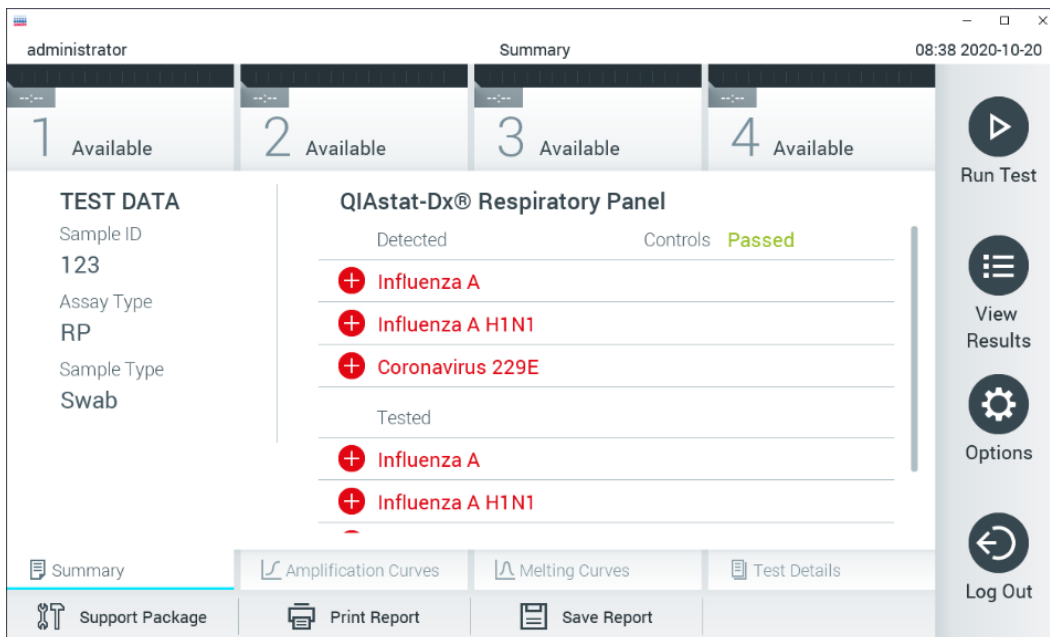 administrator
Summary
08:38 2020-10-20
--:--
1 Available
--:--
2 Available
--:--
3 Available
--:--
4 Available
Run Test
View
Results
Options
Log Out
TEST DATA
Sample ID
123
Assay Type
RP
Sample Type
Swab
QIAstat-Dx® Respiratory Panel
Detected
Controls Passed
Influenza A
Influenza A H1N1
Coronavirus 229E
Tested
Influenza A
Influenza A H1N1
Summary
Amplification Curves
Melting Curves
Test Details
Support Package
Print Report
Save Report